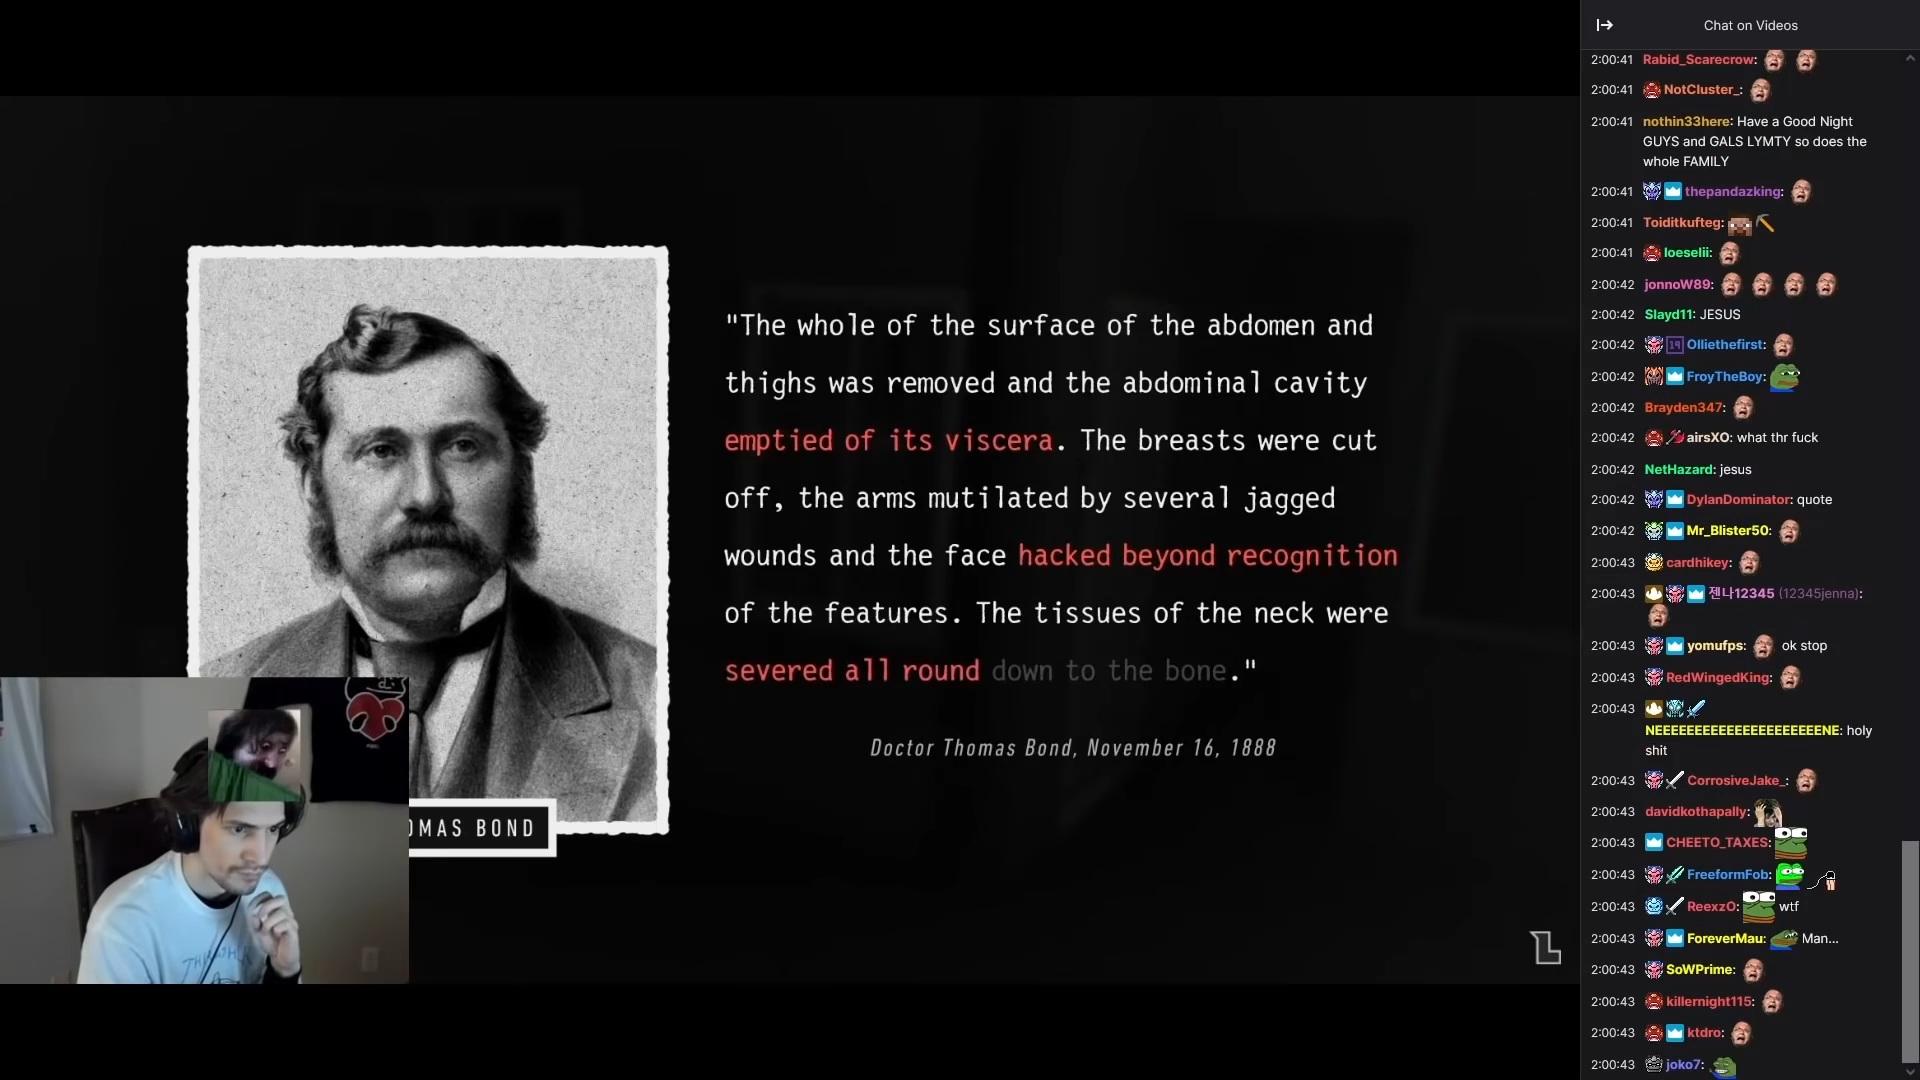 "The whole of the surface of the abdomen and
thighs was removed and the abdominal cavity
emptied of its viscera. The breasts were cut
off, the arms mutilated by several jagged
wounds and the face hacked beyond recognition
of the features. The tissues of the neck were
severed all round down to the bone."
Doctor Thomas Bond, November 16, 1888
OMAS BOND
Chat on Videos
2:00:41 Rabid_Scarecrow:
2:00:41 NotCluster_:
2:00:41 nothin33here: Have a Good Night
GUYS and GALS LYMTY so does the
whole FAMILY
2:00:41 thepandazking:
2:00:41 Toiditkufteg:
2:00:41 loeselii:
2:00:42 jonnoW89:
2:00:42 Slayd11: JESUS
2:00:42 19 Olliethefirst:
2:00:42 FroyTheBoy:
2:00:42 Brayden347:
2:00:42 airsXO: what thr fuck
2:00:42 NetHazard: jesus
2:00:42 DylanDominator: quote
2:00:42 Mr_Blister50:
2:00:43 cardhikey:
2:00:43 젠나12345 (12345jenna):
2:00:43 yomufps: ok stop
2:00:43 RedWingedKing:
2:00:43
NEEEEEEEEEEEEEEEEEEEEENE: holy
shit
2:00:43 CorrosiveJake_:
2:00:43 davidkothapally:
2:00:43 CHEETO_TAXES:
2:00:43 FreeformFob:
2:00:43 ReexzO: wtf
2:00:43 ForeverMau: Man...
2:00:43 SoWPrime:
2:00:43 killernight115:
2:00:43 ktdro:
2:00:43 joko7: